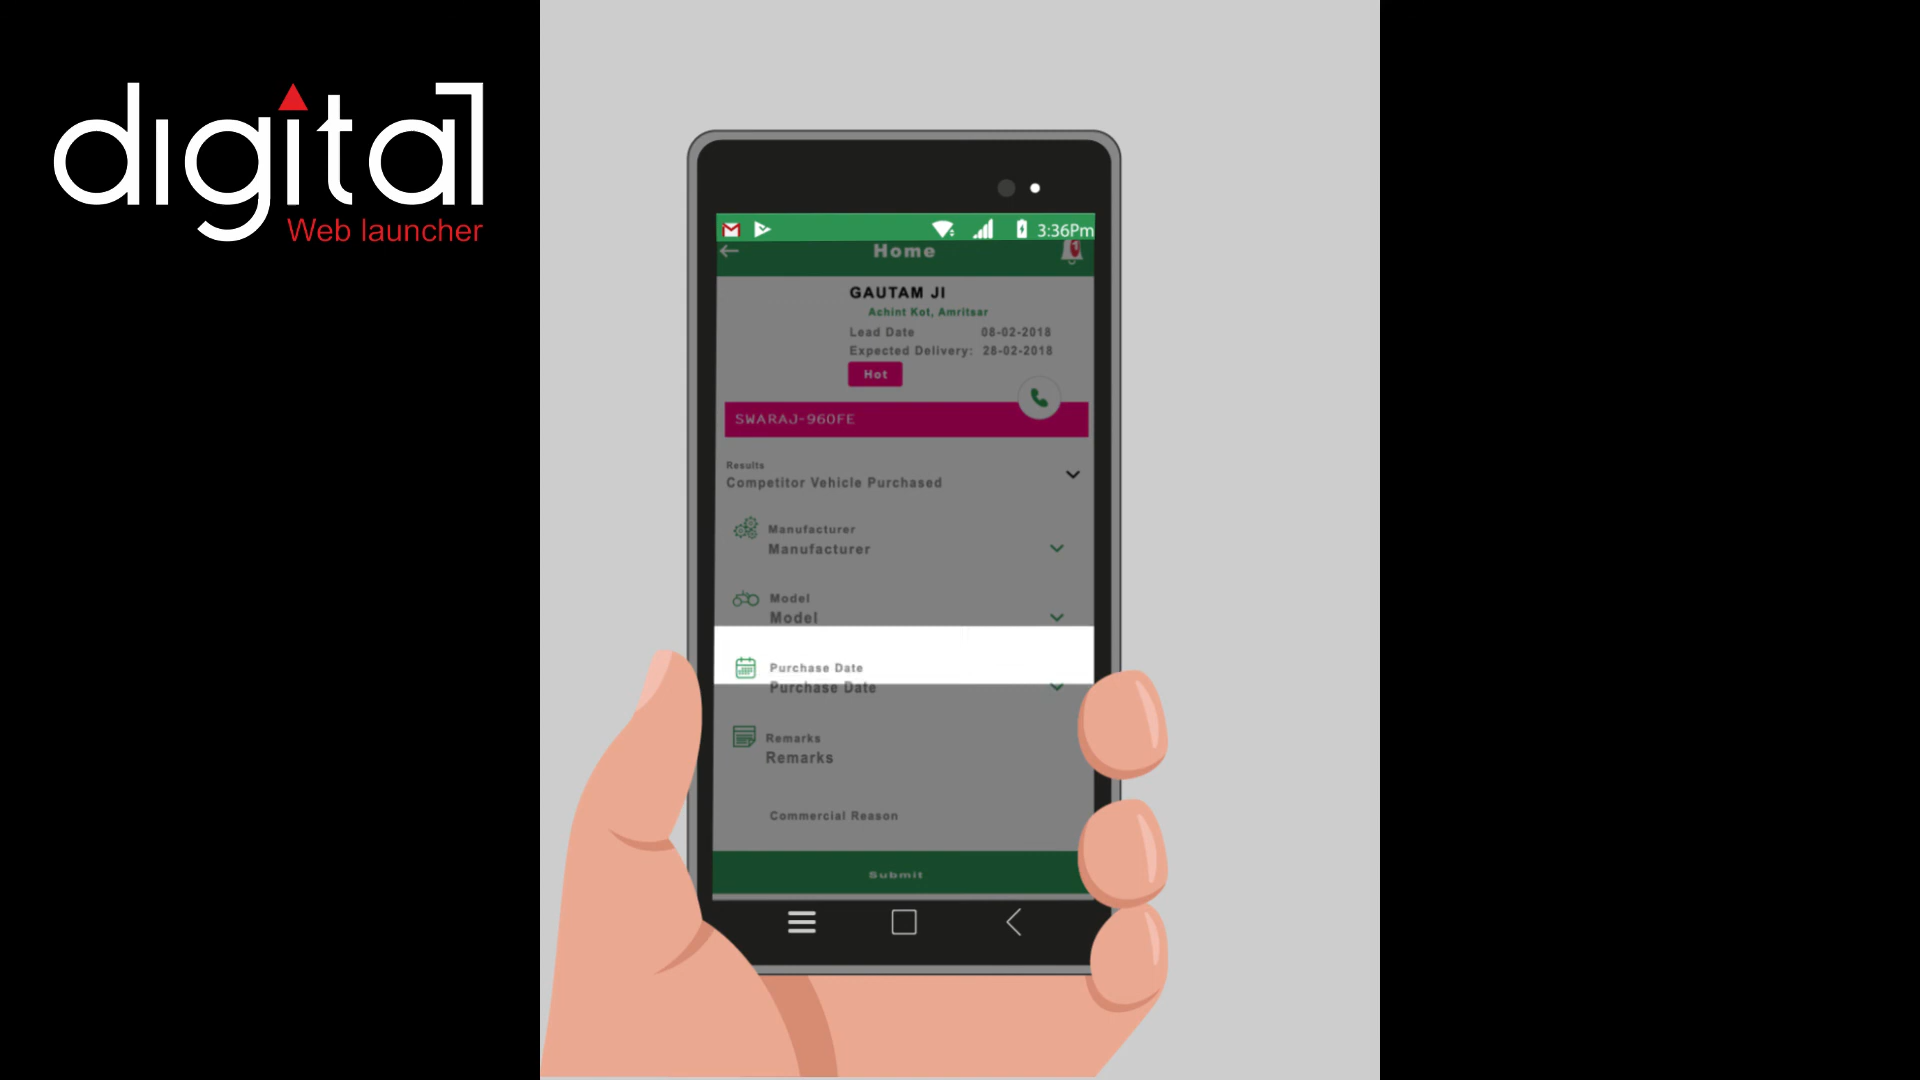 digital
Web launcher
3:36Pm
Home
1
GAUTAM JI
Achint Kot, Amritsar
Lead Date 08-02-2018
Expected Delivery: 28-02-2018
Hot
SWARAJ-960FE
Results
Competitor Vehicle Purchased
Manufacturer
Manufacturer
Model
Model
Purchase Date
Purchase Date
Remarks
Remarks
Commercial Reason
Submit